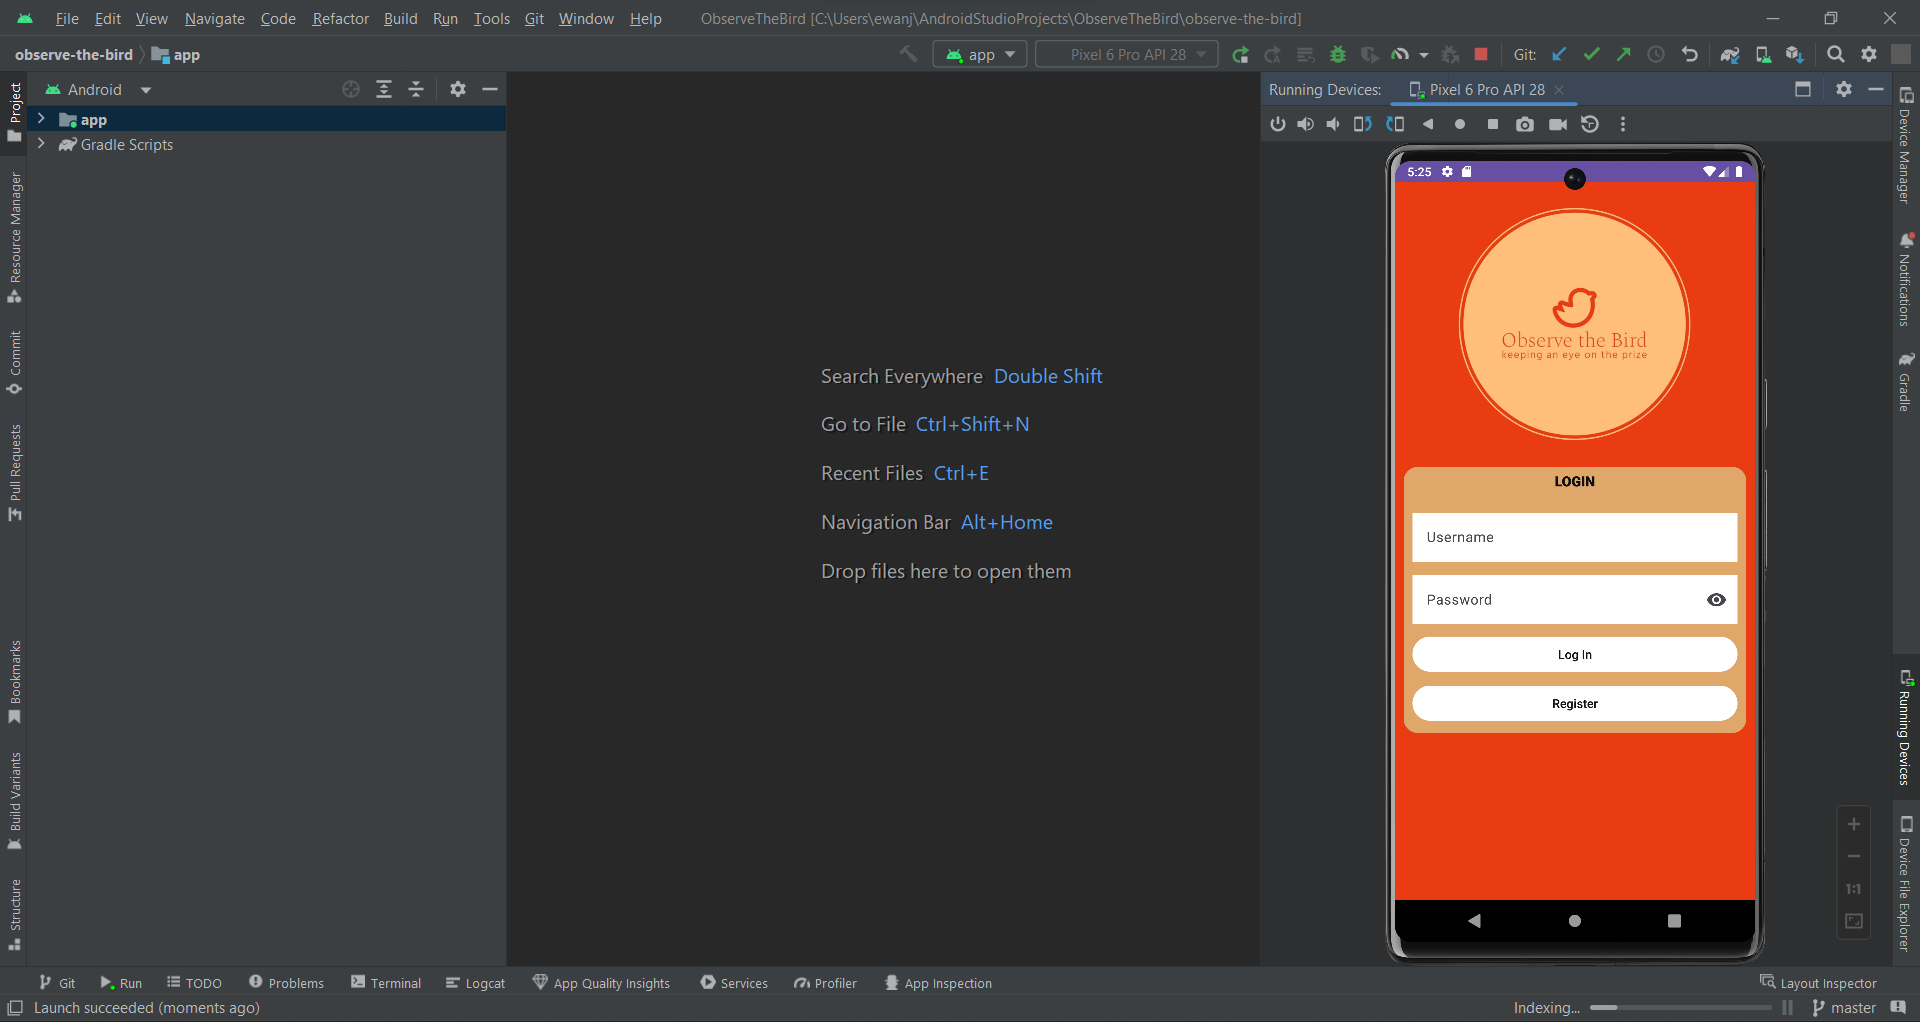 File Edit View Navigate Code Refactor Build Run Tools Git Window Help ObserveTheBird [C:\Users\ewanj\AndroidStudioProjects\ObserveTheBird\observe-the-bird]
observe-the-bird app
app
Pixel 6 Pro API 28
Git:
Project
Resource Manager
Commit
Pull Requests
Bookmarks
Build Variants
Structure
Android
app
Gradle Scripts
Search Everywhere Double Shift
Go to File Ctrl+Shift+N
Recent Files Ctrl+E
Navigation Bar Alt+Home
Drop files here to open them
Running Devices: Pixel 6 Pro API 28
5:25
Observe the Bird
keeping an eye on the prize
LOGIN
Username
Password
Log In
Register
1:1
Device Manager
Notifications
Gradle
Running Devices
Device File Explorer
Git Run TODO Problems Terminal Logcat App Quality Insights Services Profiler App Inspection Layout Inspector
Launch succeeded (moments ago) Indexing... master